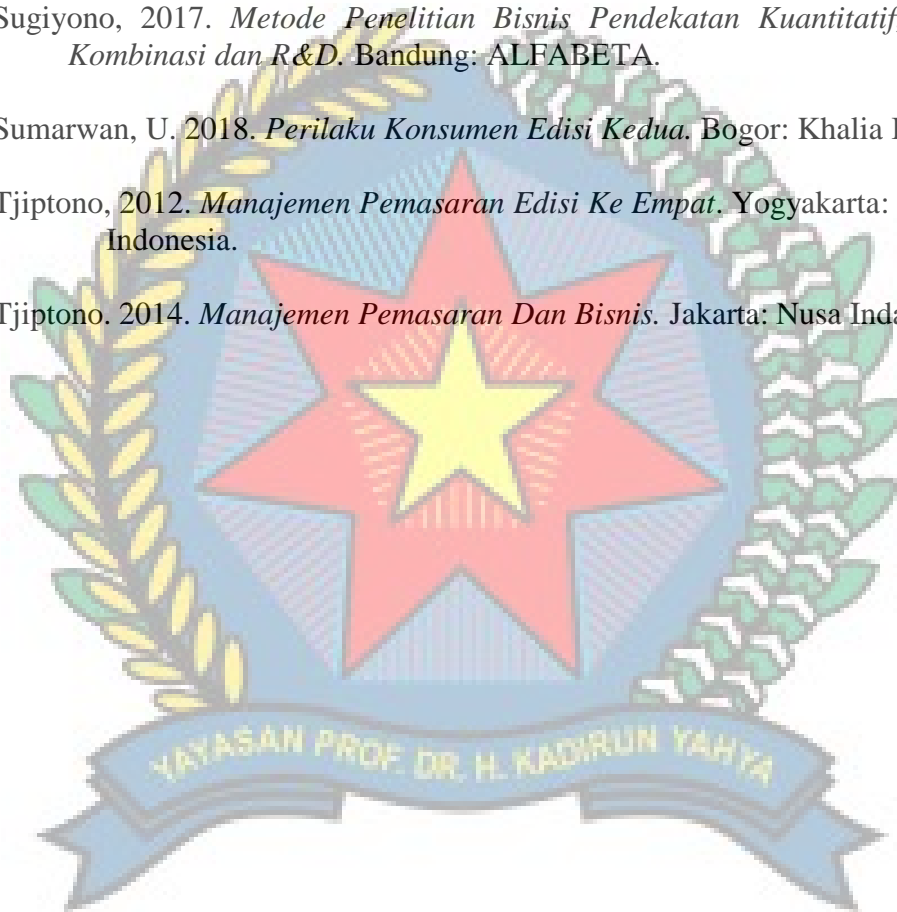 Sugiyono, 2017. Metode Penelitian Bisnis Pendekatan Kuantitatif,
Kombinasi dan R&D. Bandung: ALFABETA.
Sumarwan, U. 2018. Perilaku Konsumen Edisi Kedua. Bogor: Khalia
Tjiptono, 2012. Manajemen Pemasaran Edisi Ke Empat. Yogyakarta:
Indonesia.
Tjiptono. 2014. Manajemen Pemasaran Dan Bisnis. Jakarta: Nusa
YAYASAN PROF. DR. H. KADIRUN YAHYA